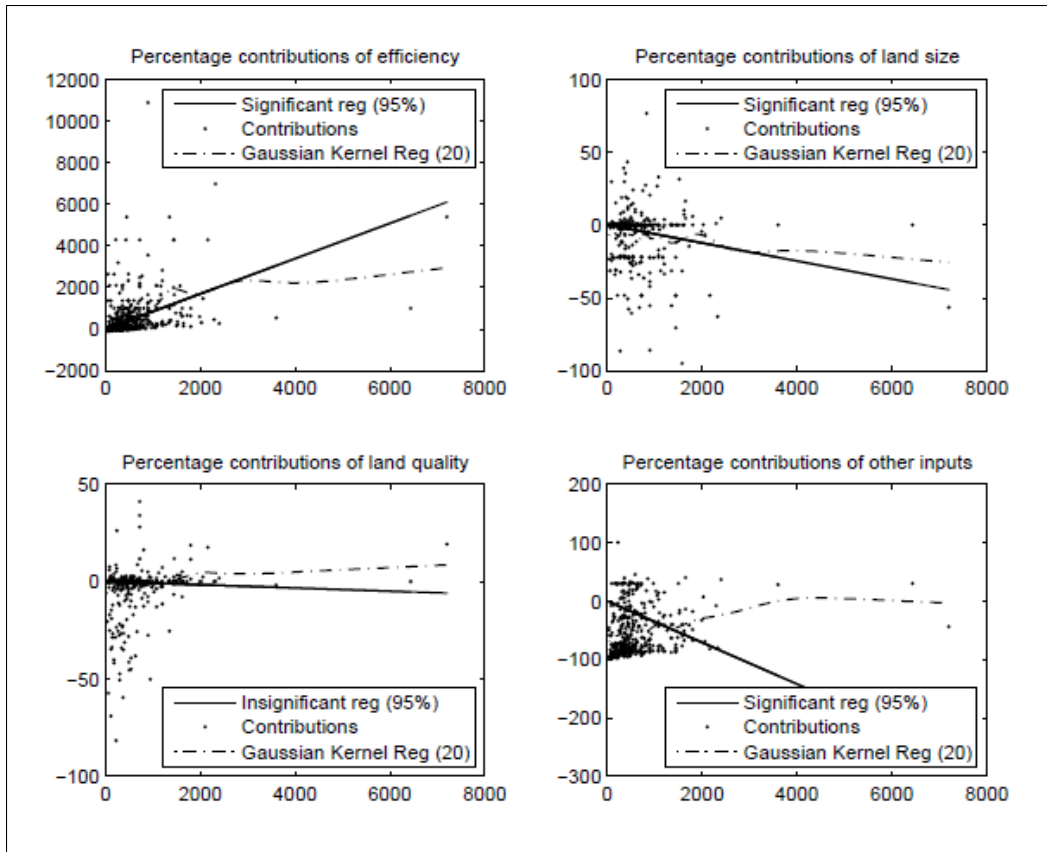 Percentage contributions of efficiency
12000
10000
8000
6000
4000
2000
0
−2000
0 2000 4000 6000 8000
Significant reg (95%)
Contributions
Gaussian Kernel Reg (20)
Percentage contributions of land size
100
50
0
−50
−100
0 2000 4000 6000 8000
Significant reg (95%)
Contributions
Gaussian Kernel Reg (20)
Percentage contributions of land quality
50
0
−50
−100
0 2000 4000 6000 8000
Insignificant reg (95%)
Contributions
Gaussian Kernel Reg (20)
Percentage contributions of other inputs
200
100
0
−100
−200
−300
0 2000 4000 6000 8000
Significant reg (95%)
Contributions
Gaussian Kernel Reg (20)